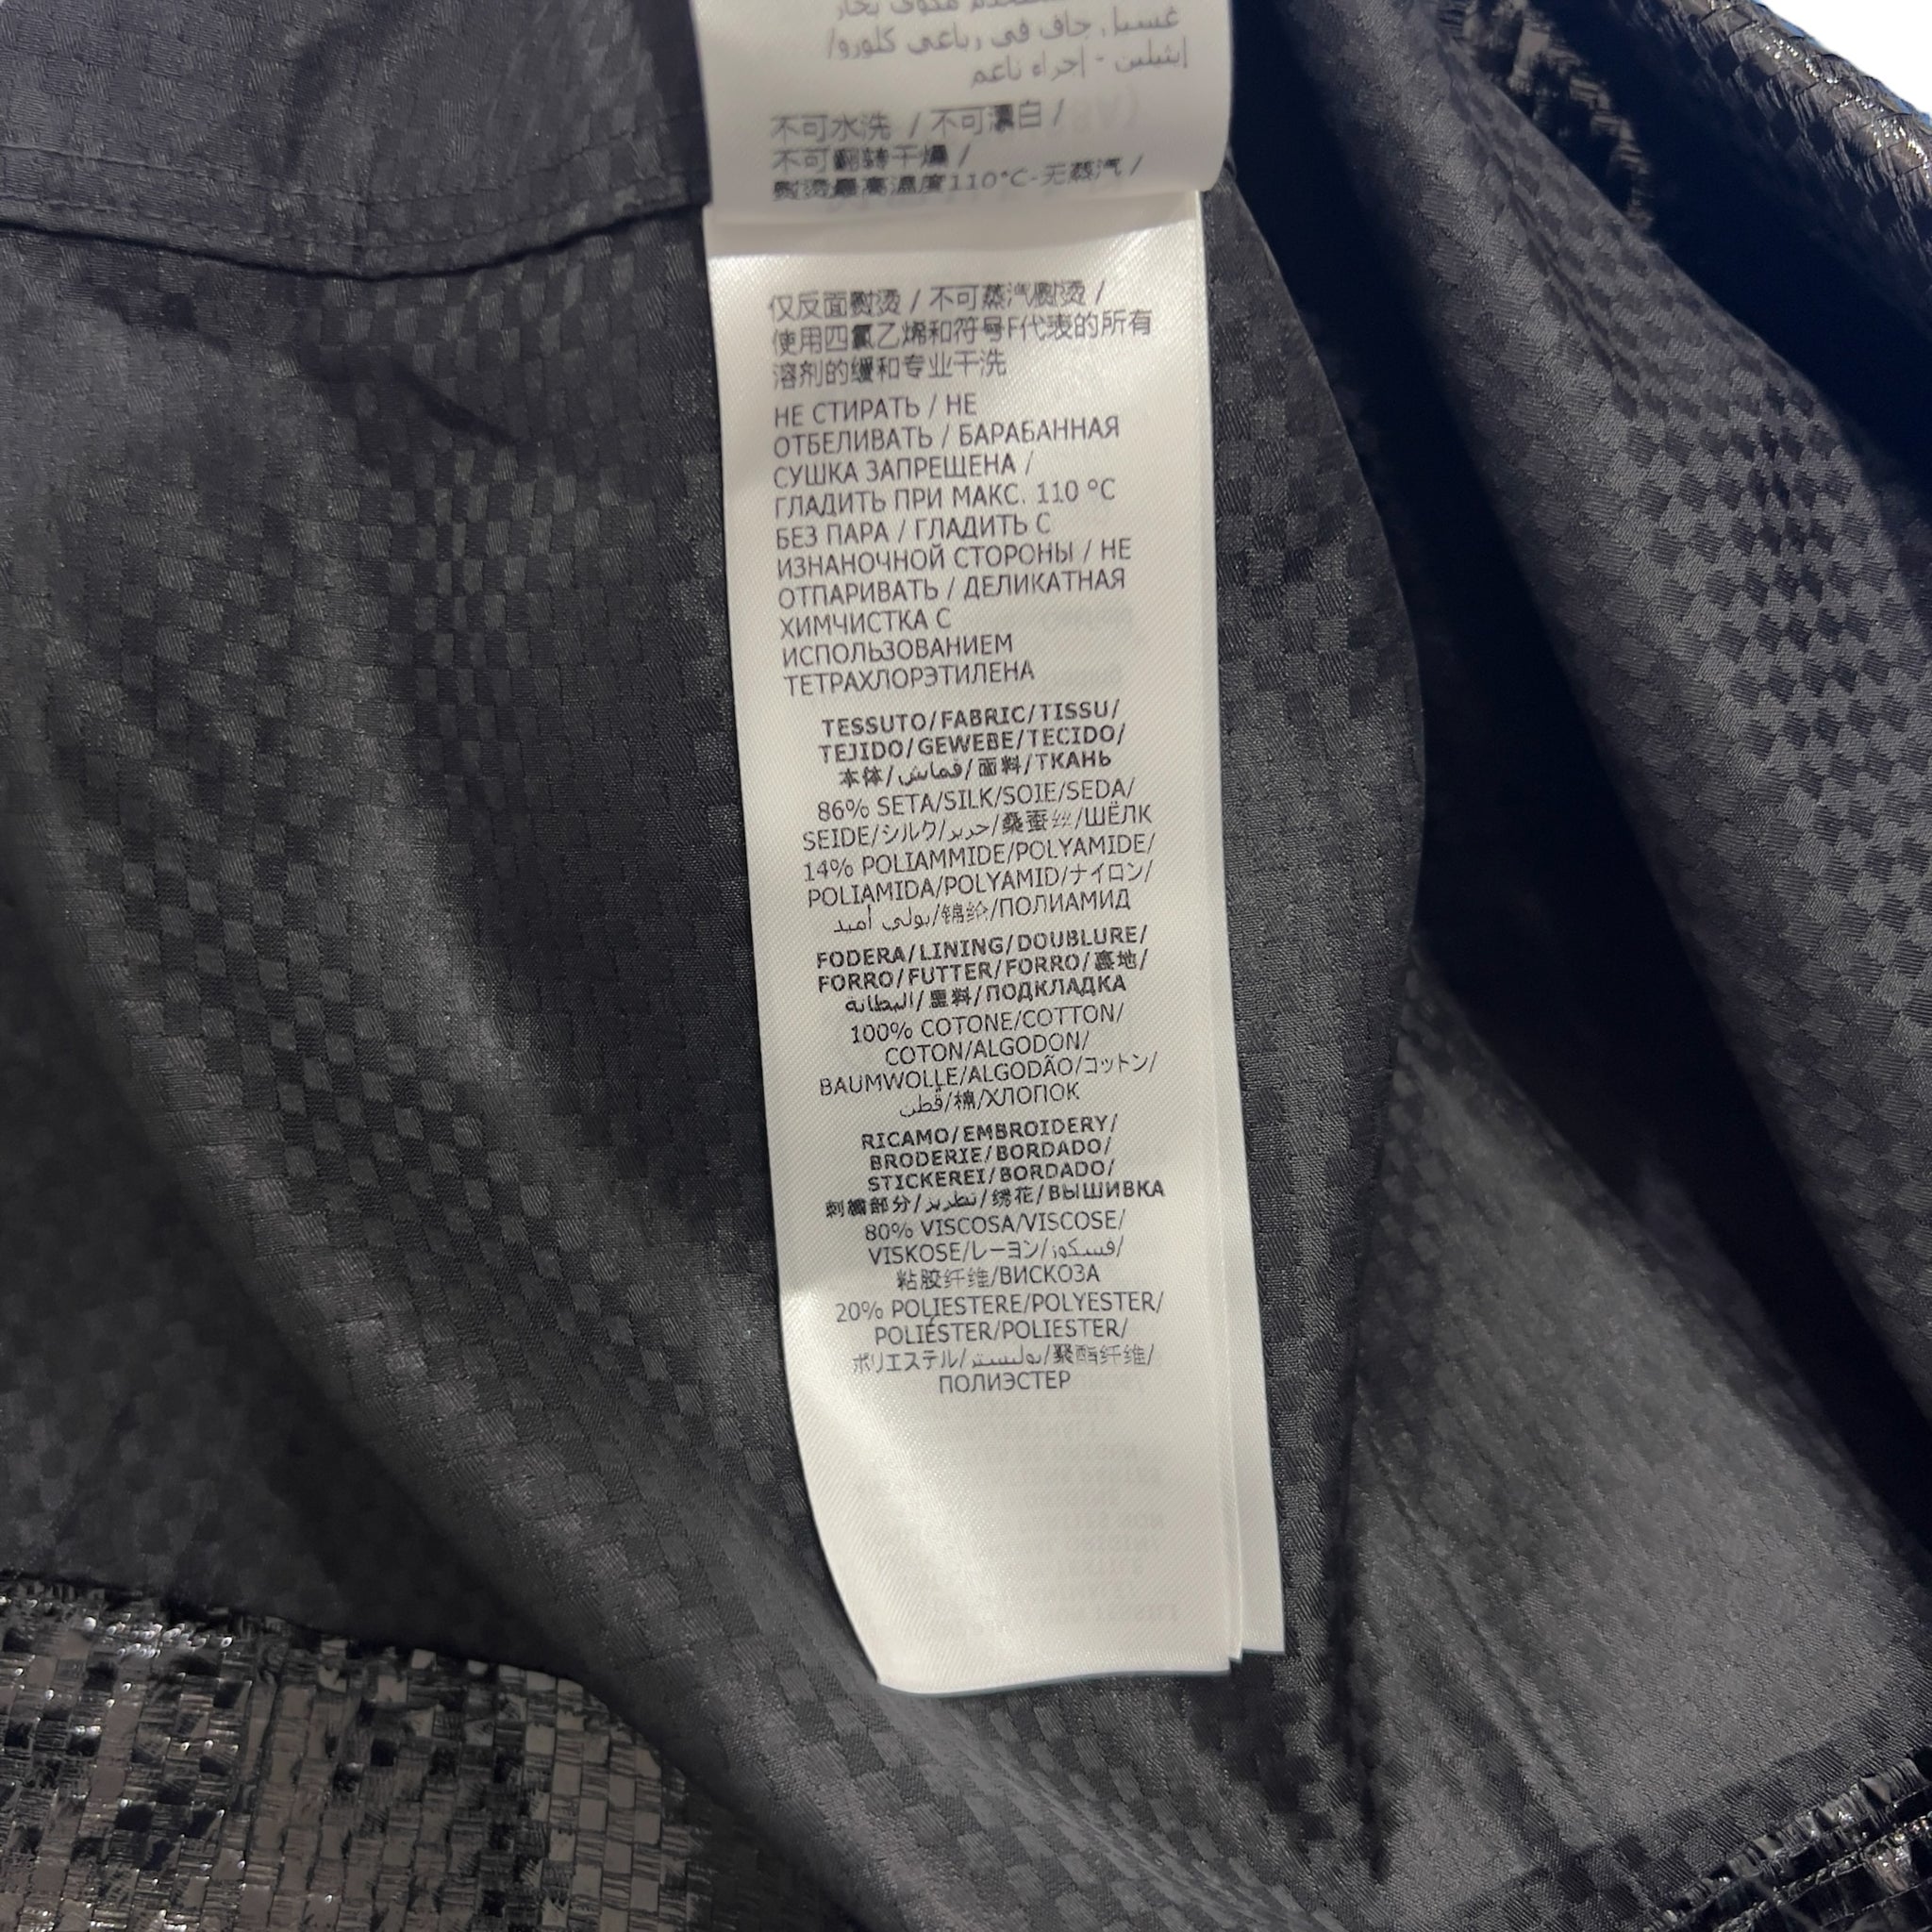 غسيل جاف في رباعي كلورو/
إيثيلين - إجراء ناعم
不可水洗 / 不可漂白 /
不可翻转干燥 /
熨烫最高温度110°C-无蒸汽 /
仅反面熨烫 / 不可蒸汽熨烫 /
使用四氯乙烯和符号F代表的所有
溶剂的缓和专业干洗
НЕ СТИРАТЬ / НЕ
ОТБЕЛИВАТЬ / БАРАБАННАЯ
СУШКА ЗАПРЕЩЕНА /
ГЛАДИТЬ ПРИ МАКС. 110 °C
БЕЗ ПАРА / ГЛАДИТЬ С
ИЗНАНОЧНОЙ СТОРОНЫ / НЕ
ОТПАРИВАТЬ / ДЕЛИКАТНАЯ
ХИМЧИСТКА С
ИСПОЛЬЗОВАНИЕМ
ТЕТРАХЛОРЭТИЛЕНА
TESSUTO/FABRIC/TISSU/
TEJIDO/GEWEBE/TECIDO/
本体/قماش/面料/ТКАНЬ
86% SETA/SILK/SOIE/SEDA/
SEIDE/シルク/حرير/桑蚕丝/ШЁЛК
14% POLIAMMIDE/POLYAMIDE/
POLIAMIDA/POLYAMID/ナイロン/
بولي أميد/锦纶/ПОЛИАМИД
FODERA/LINING/DOUBLURE/
FORRO/FUTTER/FORRO/裏地/
البطانة/里料/ПОДКЛАДКА
100% COTONE/COTTON/
COTON/ALGODON/
BAUMWOLLE/ALGODÃO/コットン/
قطن/棉/ХЛОПОК
RICAMO/EMBROIDERY/
BRODERIE/BORDADO/
STICKEREI/BORDADO/
刺繍部分/تطريز/绣花/ВЫШИВКА
80% VISCOSA/VISCOSE/
VISKOSE/レーヨン/فسكوز/
粘胶纤维/ВИСКОЗА
20% POLIESTERE/POLYESTER/
POLIÉSTER/POLIESTER/
ポリエステル/بوليستر/聚酯纤维/
ПОЛИЭСТЕР